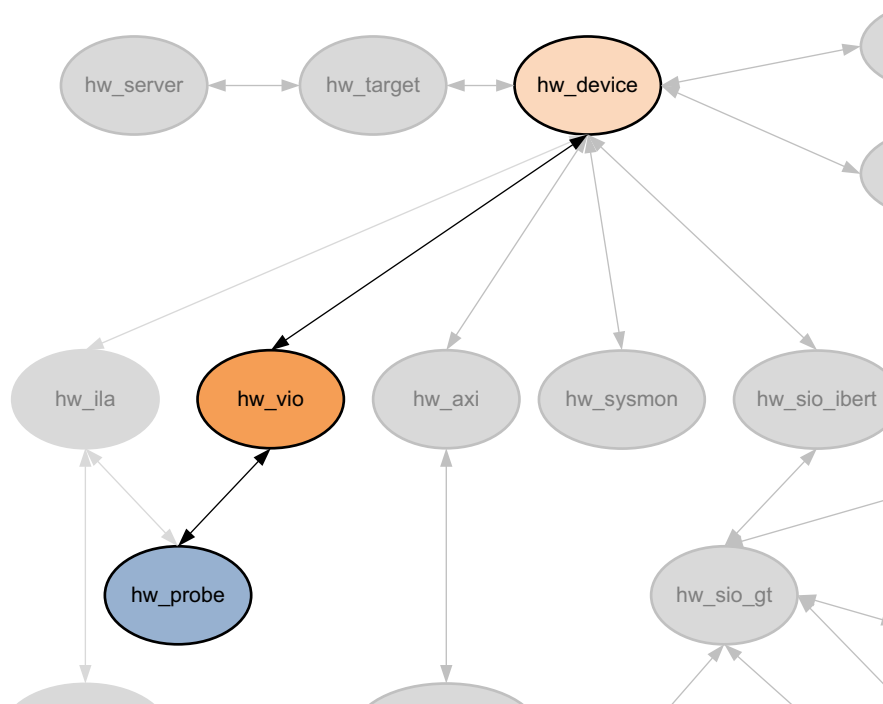 hw_server
hw_target
hw_device
hw_ila
hw_vio
hw_axi
hw_sysmon
hw_sio_ibert
hw_probe
hw_sio_gt